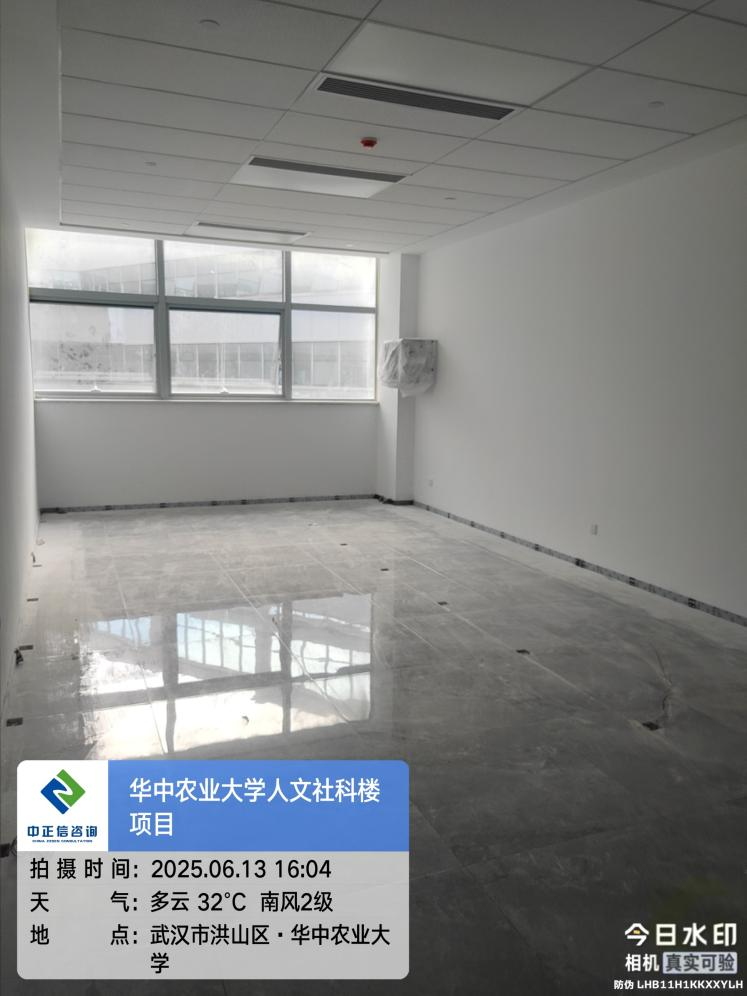 华中农业大学人文社科楼
项目
中正信咨询
拍摄时间: 2025.06.13 16:04
天 气: 多云 32°C 南风2级
地 点: 武汉市洪山区·华中农业大
学
今日水印
相机 真实可验
防伪 LHB11H1KKXXYLH